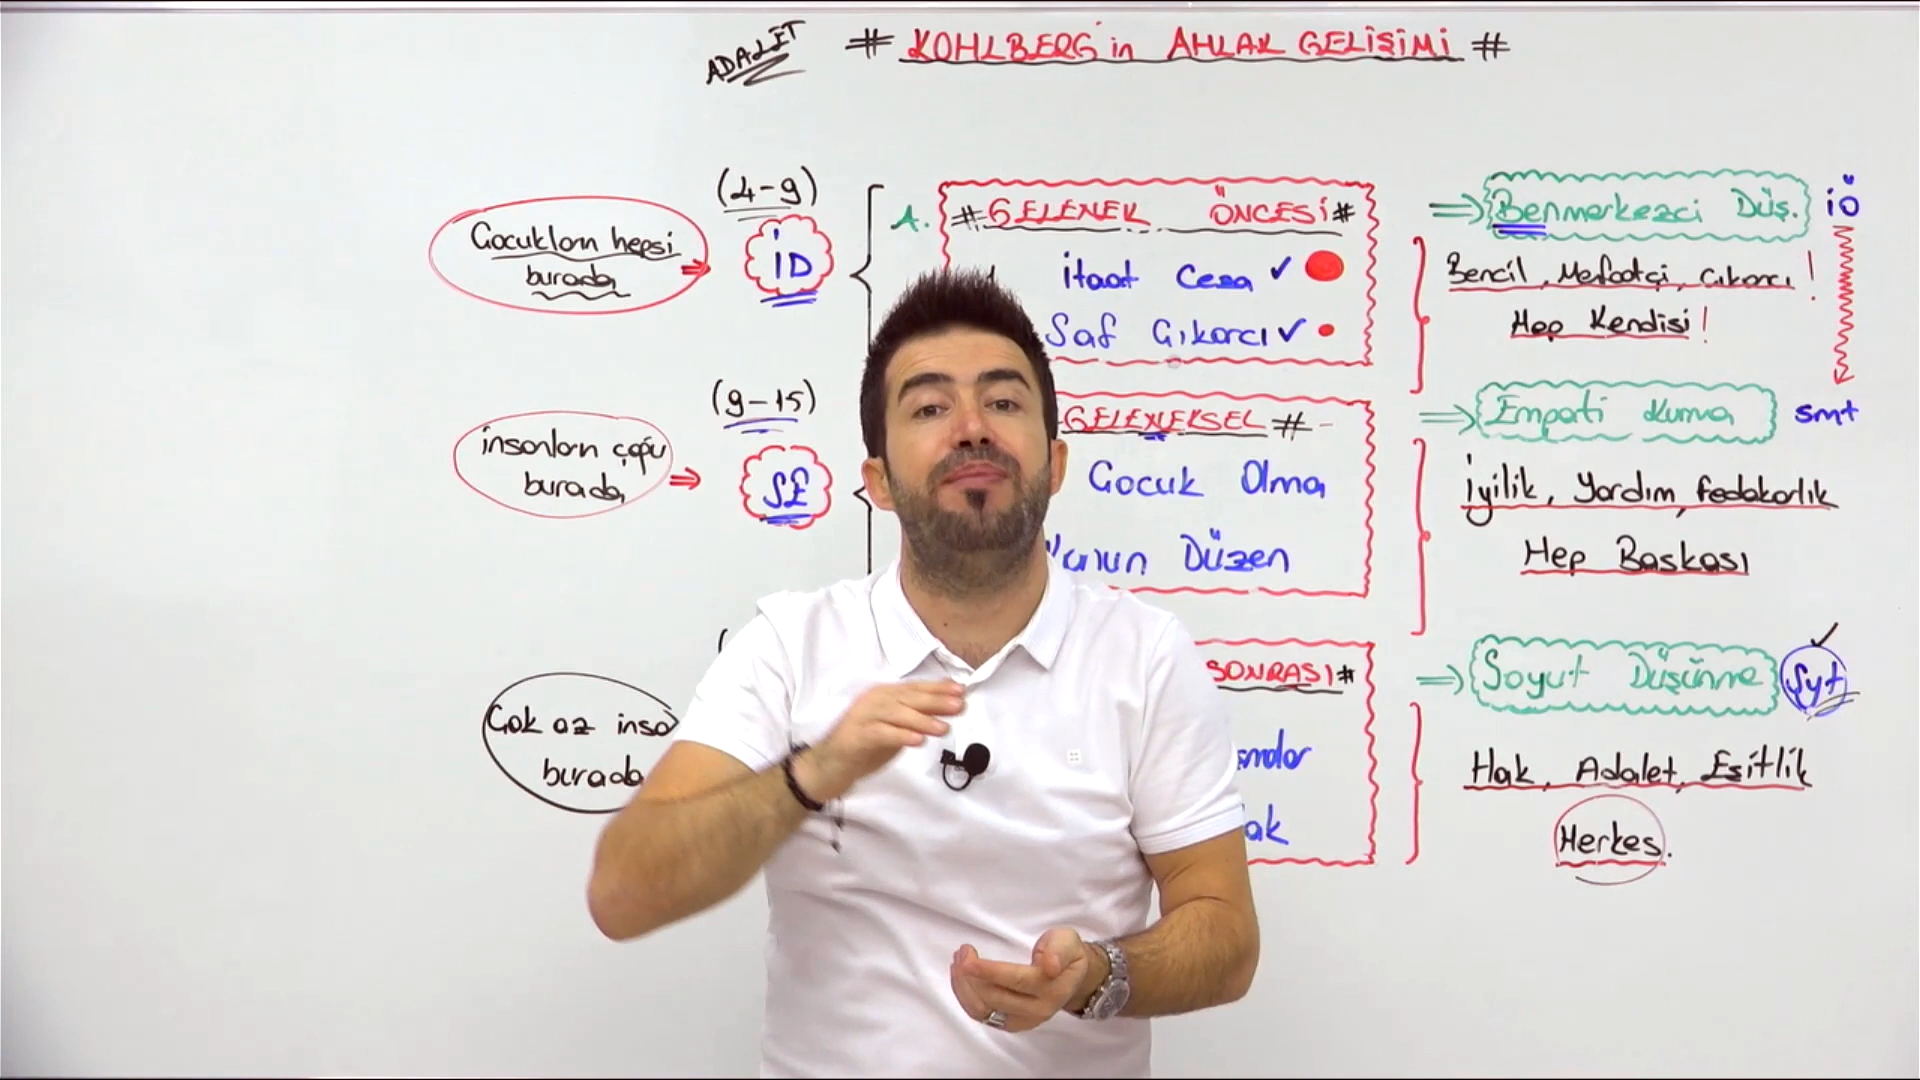 ADALET
# KOHLBERG'in AHLAK GELİŞİMİ #
(4-9)
Çocukların hepsi
burada
İD
A. # GELENEK ÖNCESİ #
İtaat Ceza ✓
Saf Çıkarcı ✓
⇒ Benmerkezci Düş. İÖ
Bencil, Menfaatçi, Çıkarcı!
Hep Kendisi!
(9-15)
İnsanların çoğu
burada
SE
GELENEKSEL #
Çocuk Olma
Düzen
⇒ Empati Kurma smt
İyilik, Yardım, fedakarlık
Hep Başkası
Çok az
burada
SONRASI #
⇒ Soyut Düşünme Syt ✓
Hak, Adalet, Eşitlik
Herkes.